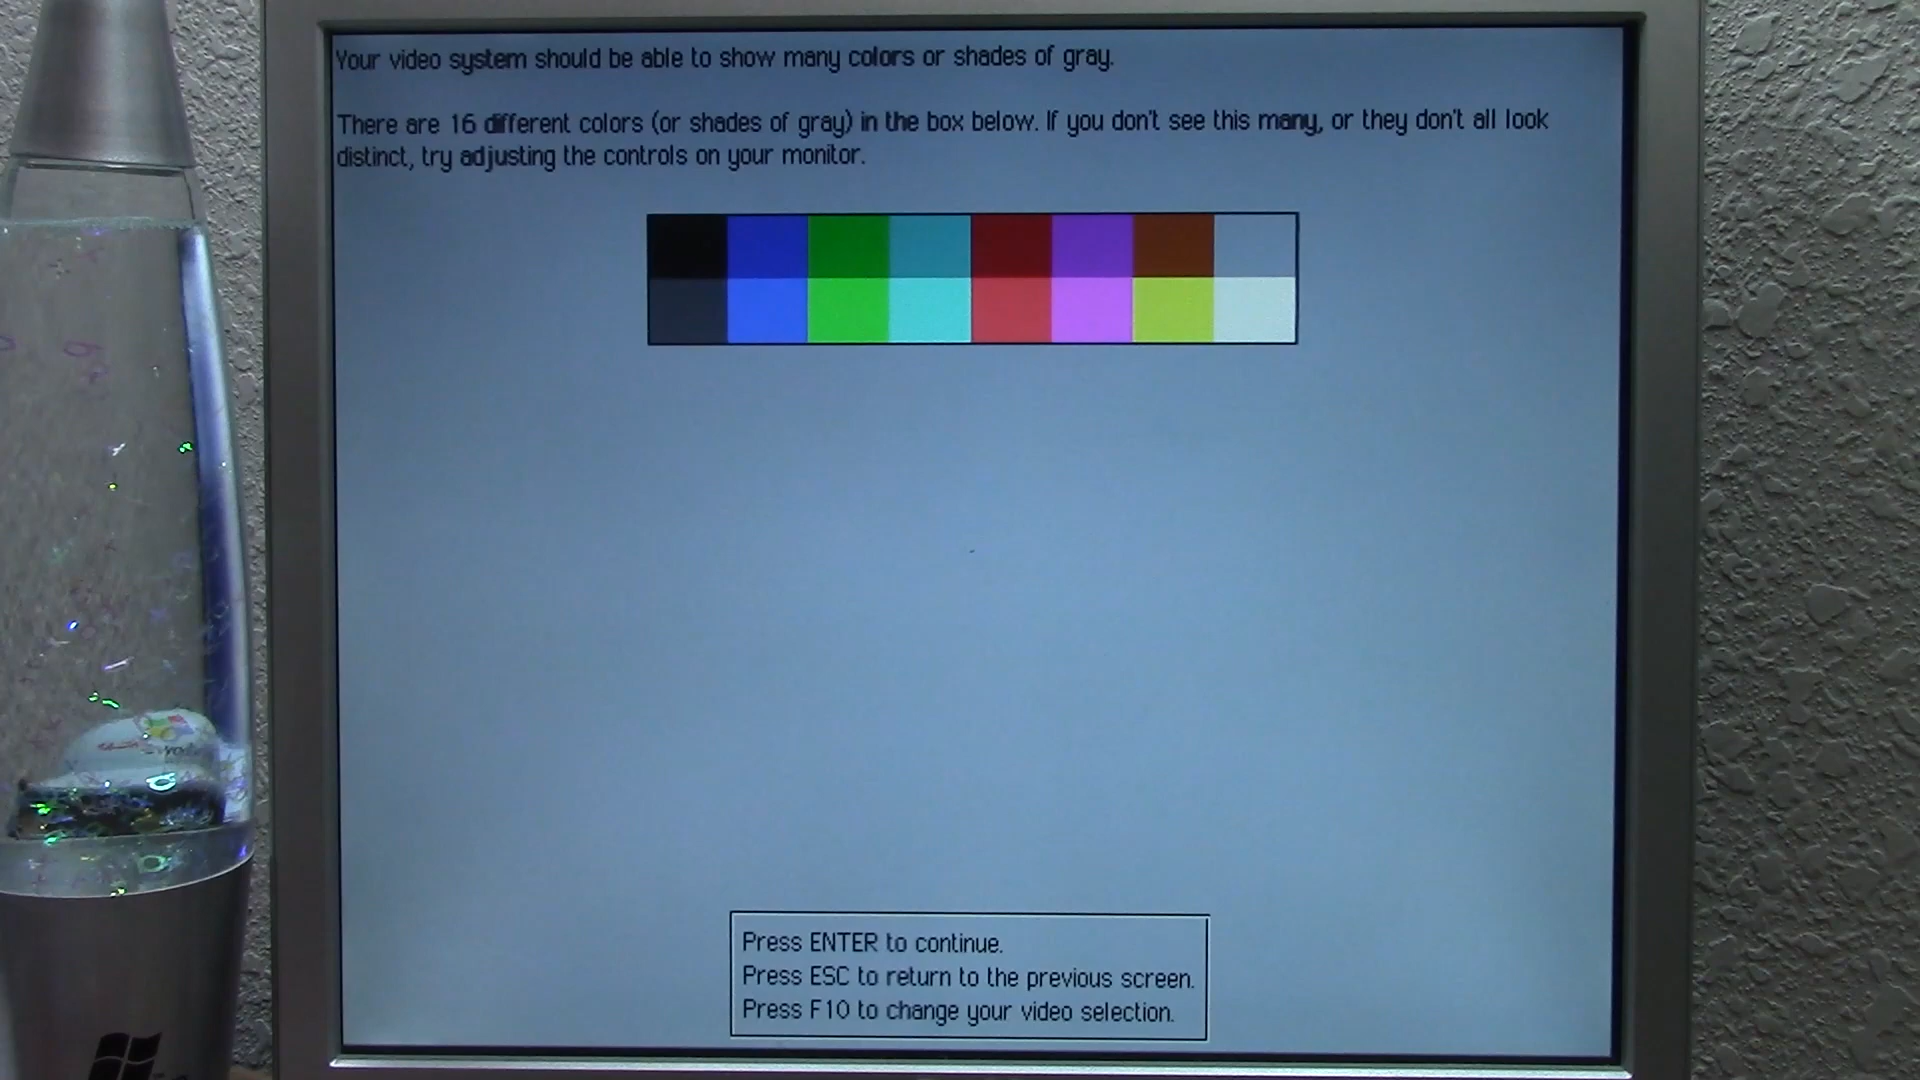 Your video system should be able to show many colors or shades of gray.
There are 16 different colors (or shades of gray) in the box below. If you don't see this many, or they don't all look
distinct, try adjusting the controls on your monitor.
Press ENTER to continue.
Press ESC to return to the previous screen.
Press F10 to change your video selection.